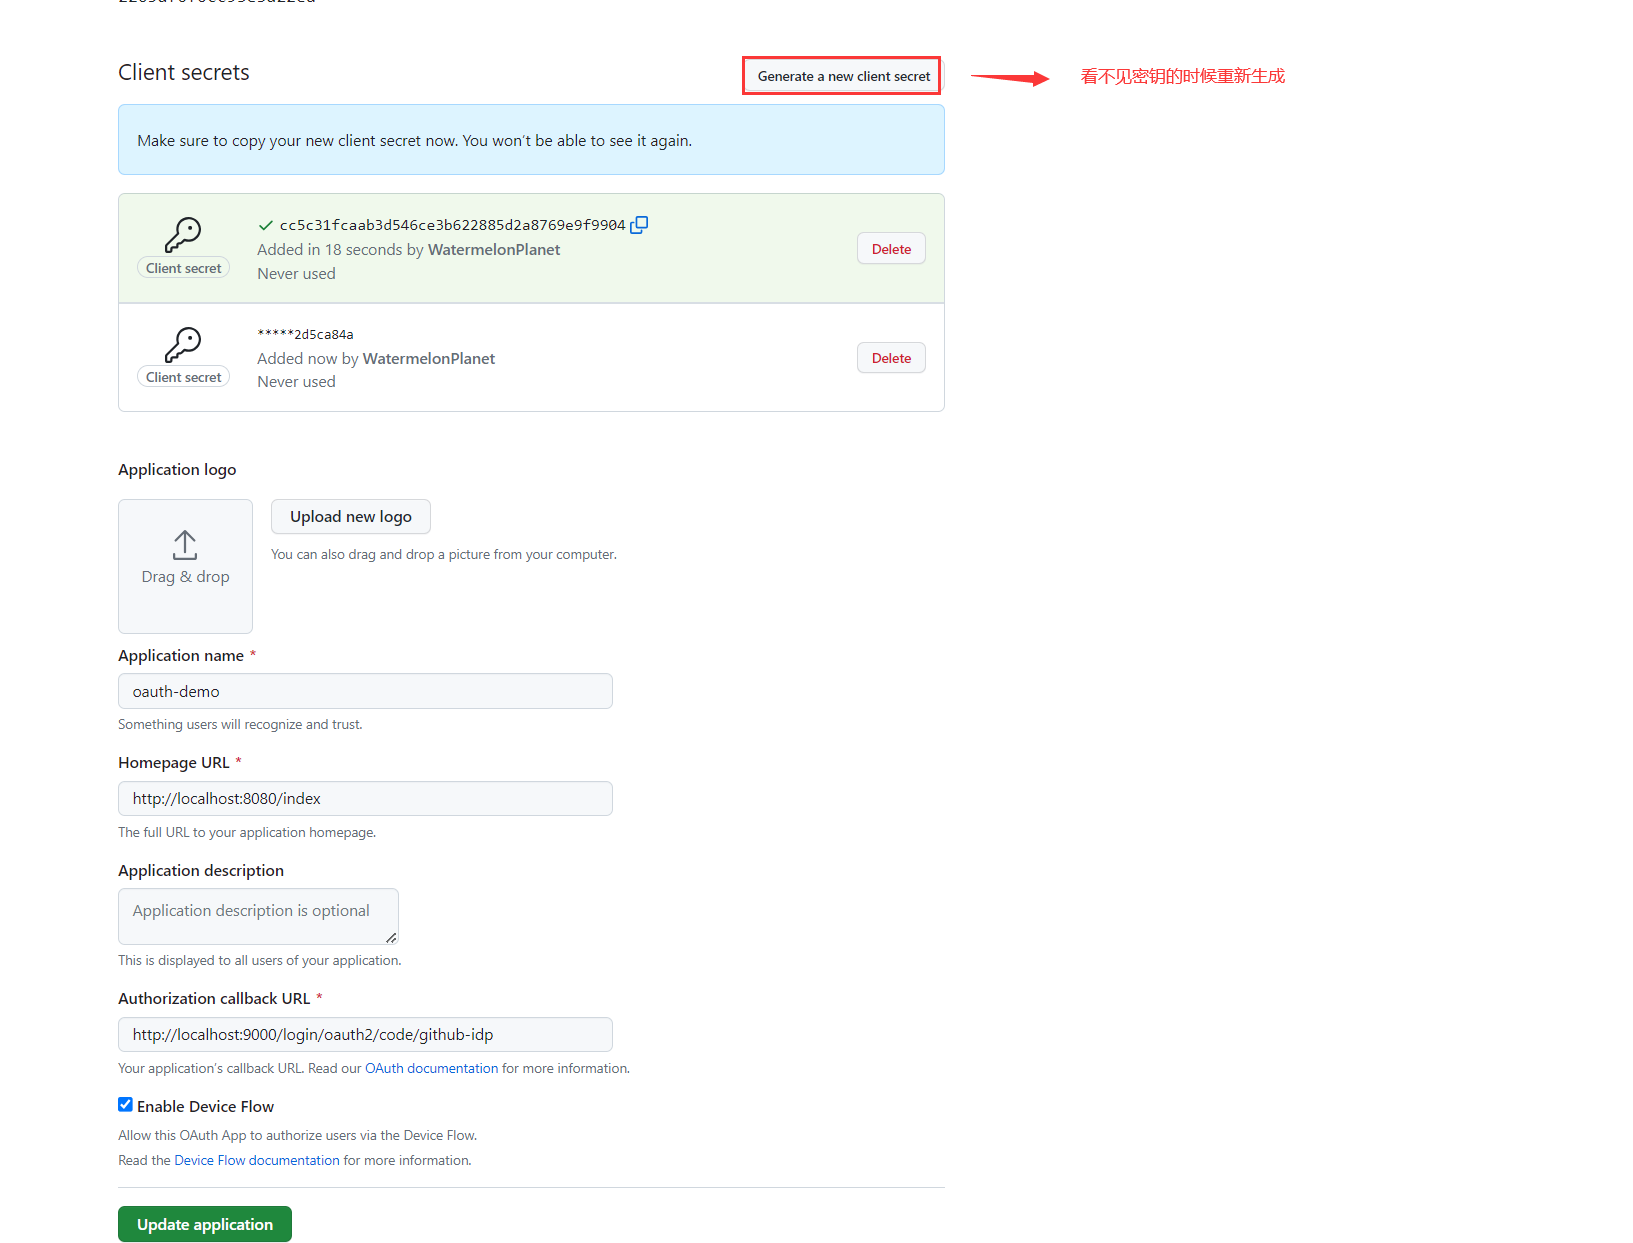 Client secrets
Generate a new client secret
看不见密钥的时候重新生成
Make sure to copy your new client secret now. You won't be able to see it again.
cc5c31fcaab3d546ce3b622885d2a8769e9f9904
Added in 18 seconds by WatermelonPlanet
Never used
Client secret
Delete
*****2d5ca84a
Added now by WatermelonPlanet
Never used
Client secret
Delete
Application logo
Drag & drop
Upload new logo
You can also drag and drop a picture from your computer.
Application name *
oauth-demo
Something users will recognize and trust.
Homepage URL *
http://localhost:8080/index
The full URL to your application homepage.
Application description
Application description is optional
This is displayed to all users of your application.
Authorization callback URL *
http://localhost:9000/login/oauth2/code/github-idp
Your application's callback URL. Read our OAuth documentation for more information.
Enable Device Flow
Allow this OAuth App to authorize users via the Device Flow.
Read the Device Flow documentation for more information.
Update application